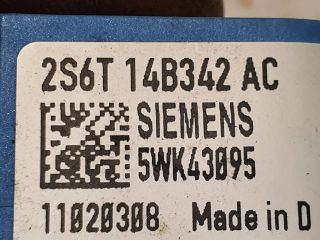 2S6T 14B342 AC
SIEMENS
5WK43095
11020308 Made in D